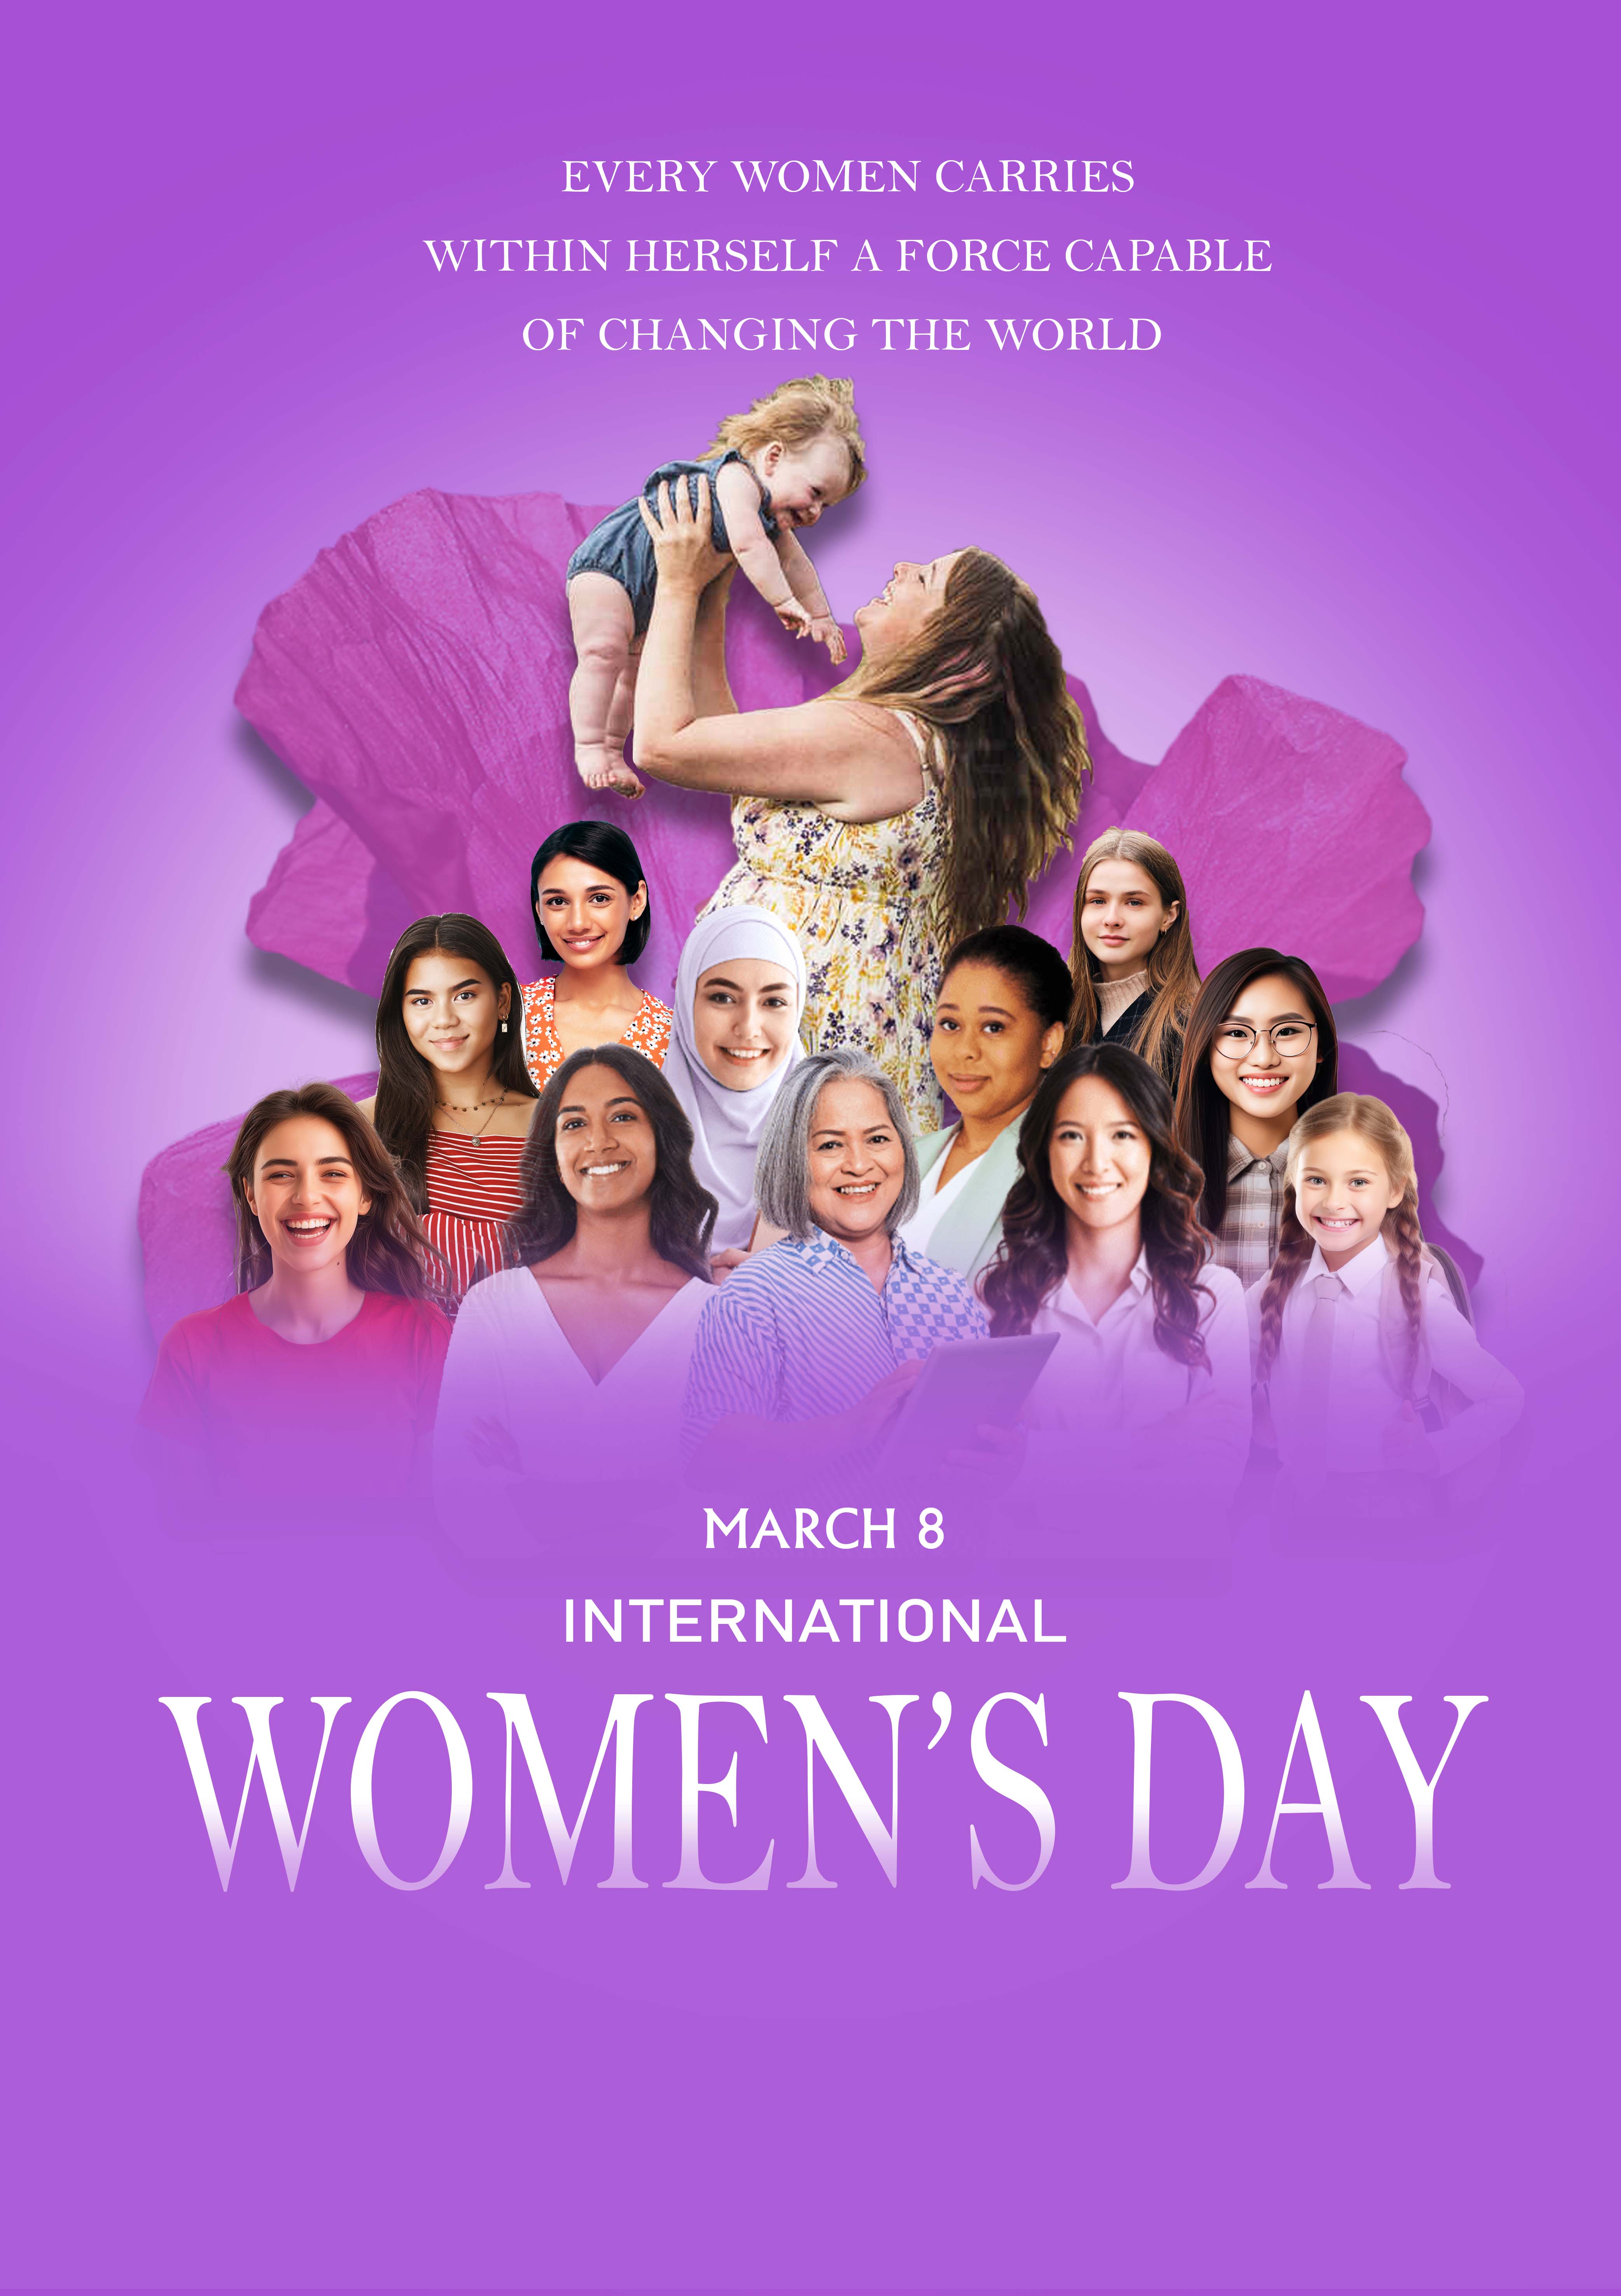 EVERY WOMEN CARRIES
WITHIN HERSELF A FORCE CAPABLE
OF CHANGING THE WORLD
MARCH 8
INTERNATIONAL
WOMEN'S DAY